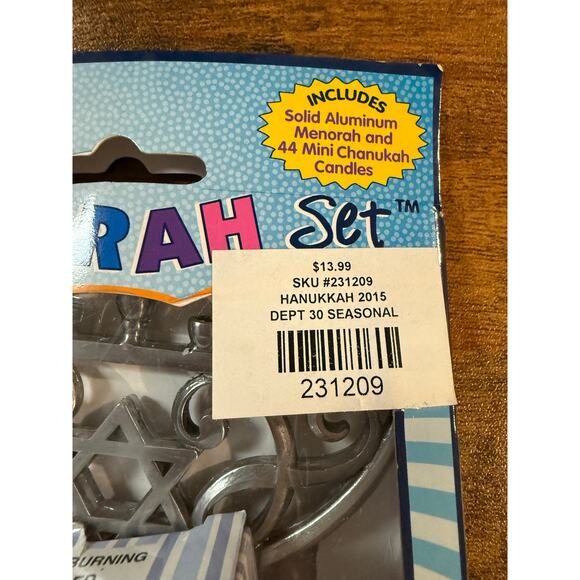 INCLUDES
Solid Aluminum
Menorah and
44 Mini Chanukah
Candles
RAH Set™
$13.99
SKU #231209
HANUKKAH 2015
DEPT 30 SEASONAL
231209
BURNING